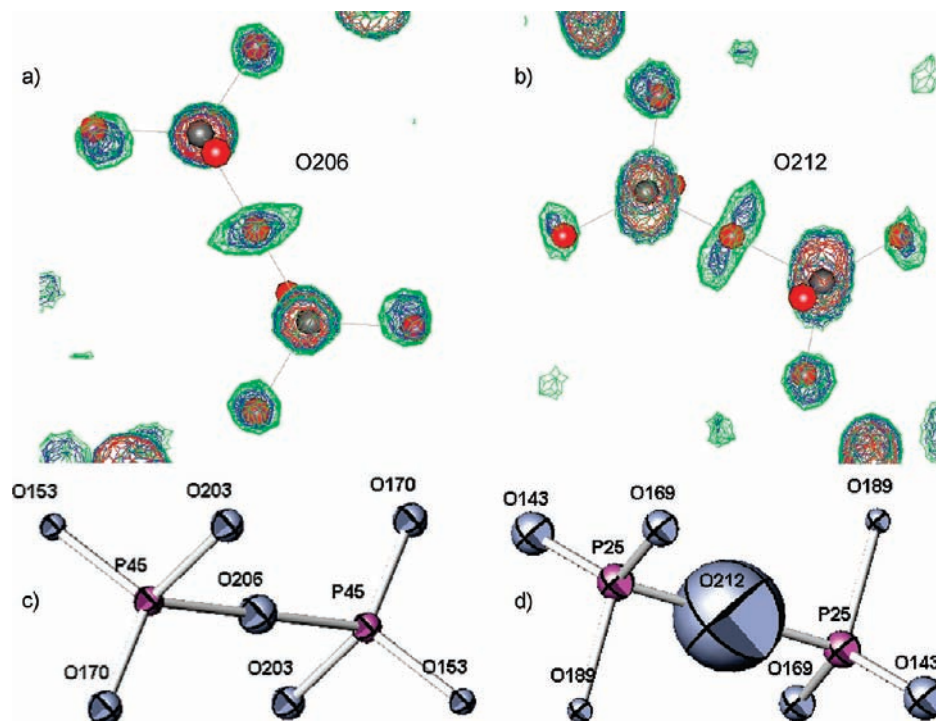 a)
O206
b)
O212
c)
O153
O203
O170
P45
O206
P45
O170
O203
O153
d)
O143
O169
O189
P25
O212
P25
O189
O169
O143